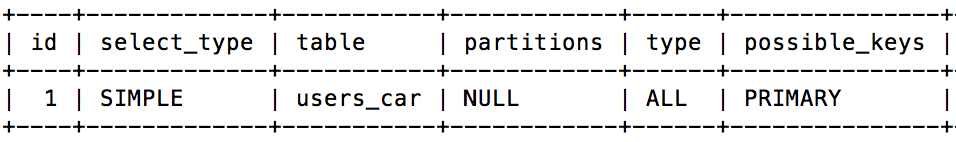 +----+-------------+-----------+------------+------+---------------+
| id | select_type | table     | partitions | type | possible_keys |
+----+-------------+-----------+------------+------+---------------+
|  1 | SIMPLE      | users_car | NULL       | ALL  | PRIMARY       |
+----+-------------+-----------+------------+------+---------------+